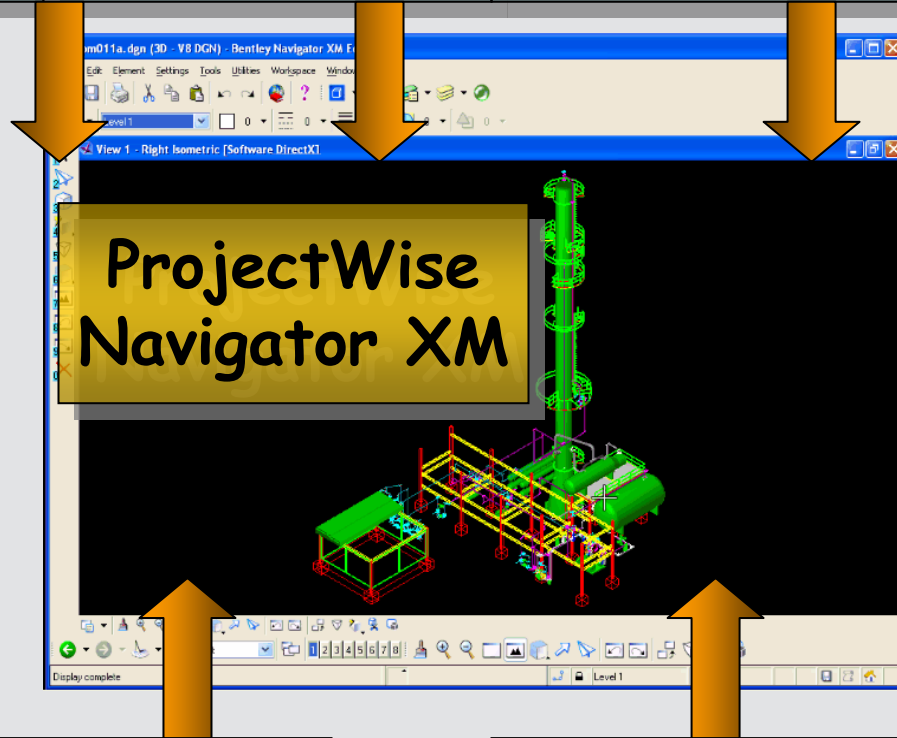 om011a.dgn (3D - V8 DGN) - Bentley Navigator XM E
Edit Element Settings Tools Utilities Workspace Window
Level 1 0 0 0 0
View 1 - Right Isometric [Software DirectX]
ProjectWise
Navigator XM
1 2 3 4 5 6 7 8
Display complete Level 1